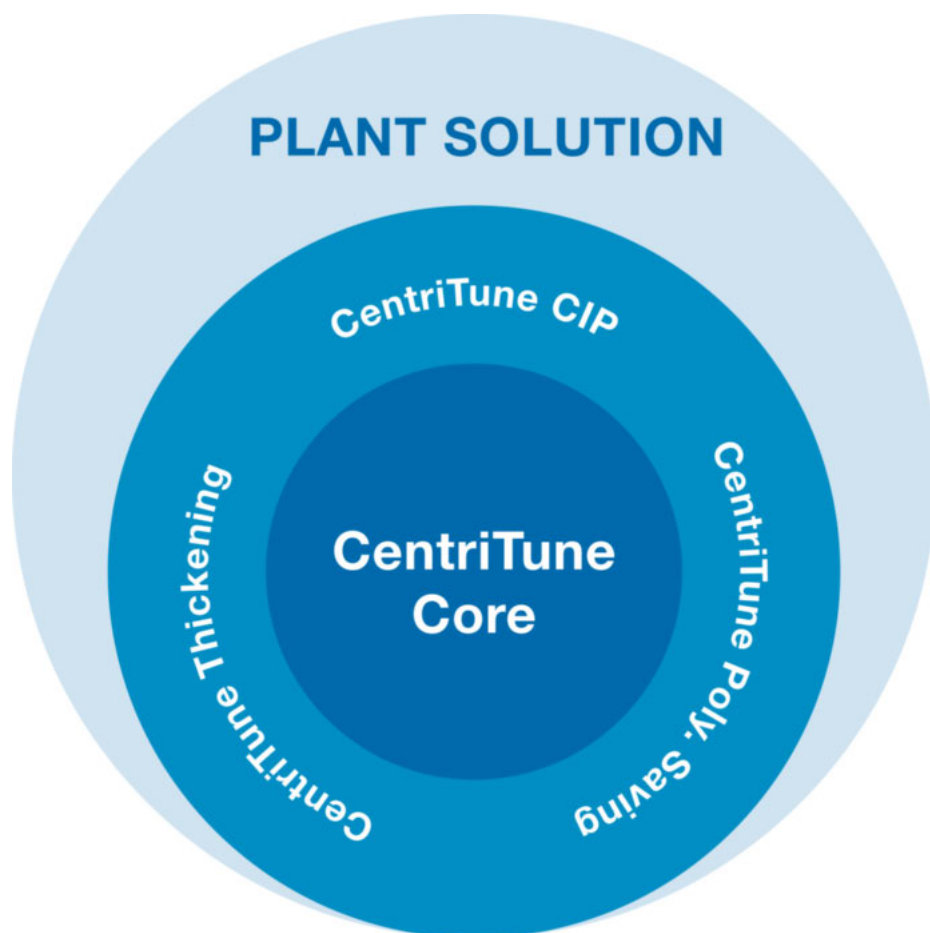 PLANT SOLUTION
CentriTune CIP
CentriTune Thickening
CentriTune Poly. Saving
CentriTune
Core